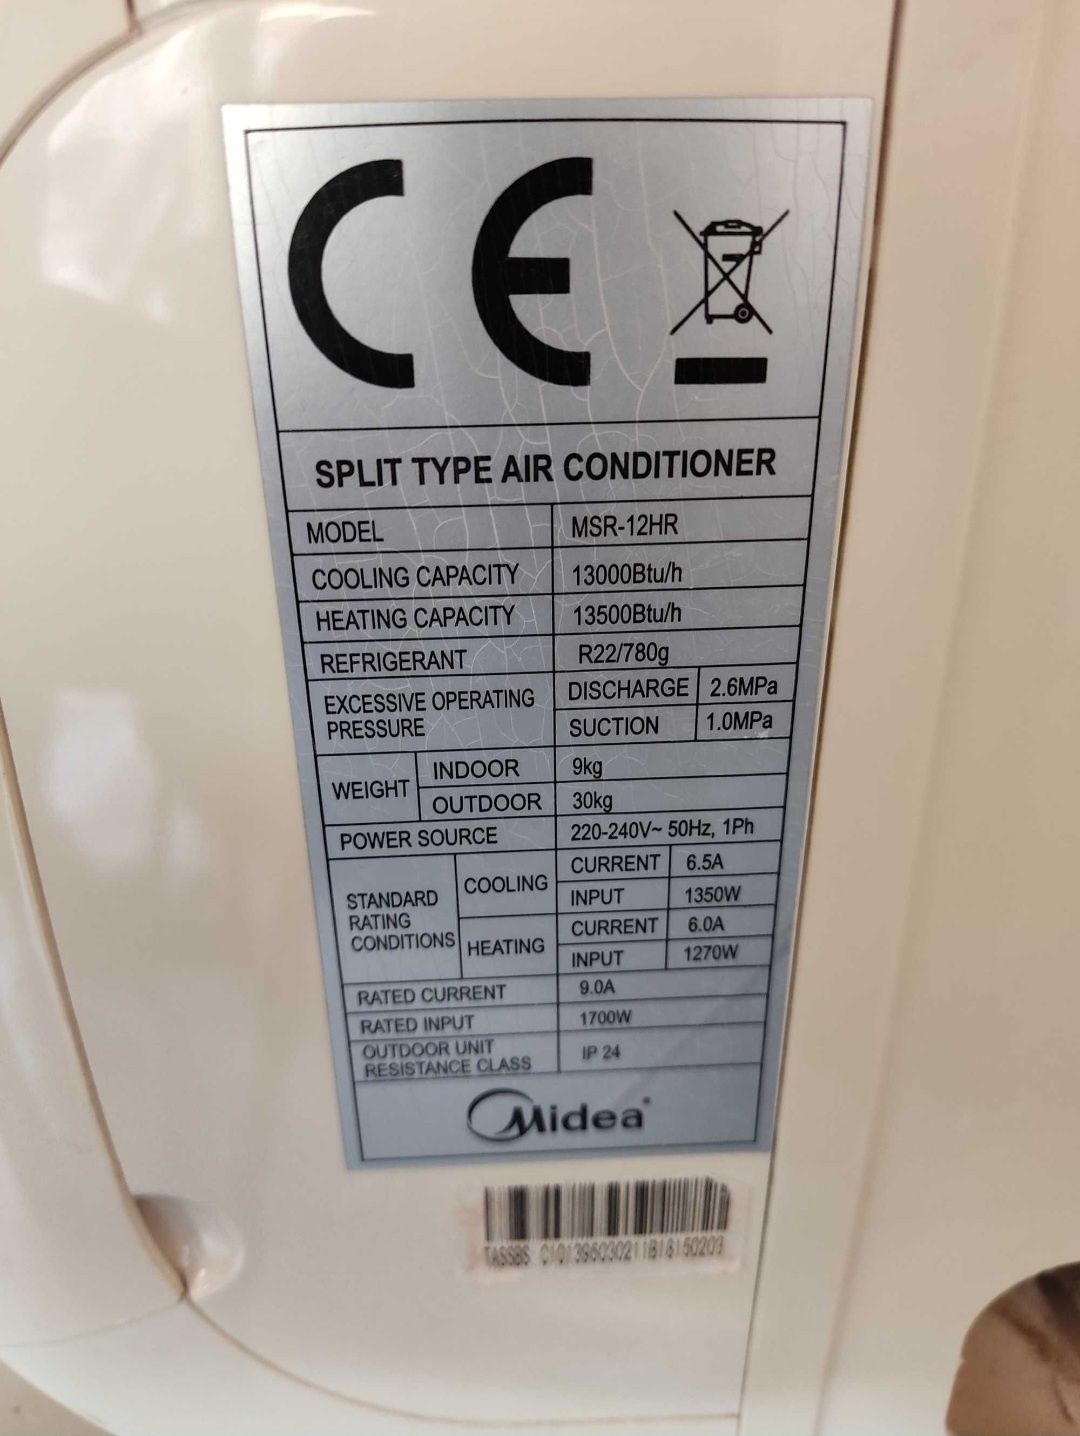 CE
SPLIT TYPE AIR CONDITIONER
MODEL MSR-12HR
COOLING CAPACITY 13000Btu/h
HEATING CAPACITY 13500Btu/h
REFRIGERANT R22/780g
EXCESSIVE OPERATING PRESSURE DISCHARGE 2.6MPa
SUCTION 1.0MPa
WEIGHT INDOOR 9kg
OUTDOOR 30kg
POWER SOURCE 220-240V~ 50Hz, 1Ph
STANDARD RATING CONDITIONS COOLING CURRENT 6.5A
INPUT 1350W
HEATING CURRENT 6.0A
INPUT 1270W
RATED CURRENT 9.0A
RATED INPUT 1700W
OUTDOOR UNIT RESISTANCE CLASS IP 24
Midea